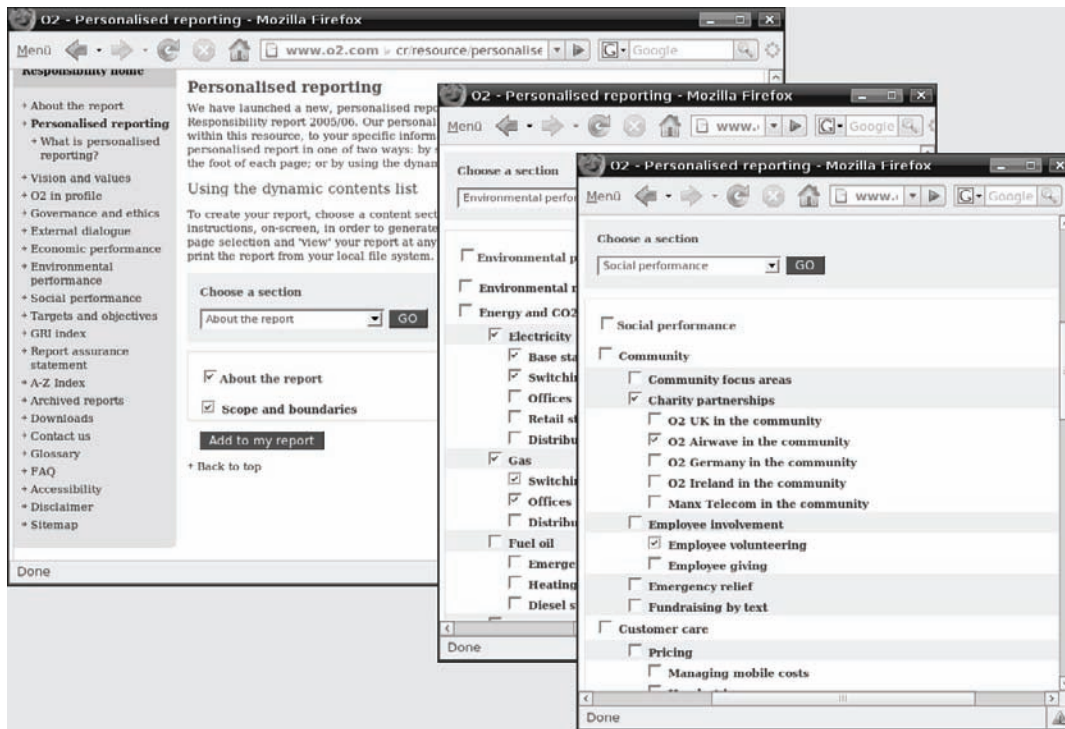 O2 - Personalised reporting - Mozilla Firefox
Menü
www.o2.com
cr/resource/personalise
G
Google
Responsibility home
About the report
Personalised reporting
What is personalised
reporting?
Vision and values
O2 in profile
Governance and ethics
External dialogue
Economic performance
Environmental
performance
Social performance
Targets and objectives
GRI index
Report assurance
statement
A-Z Index
Archived reports
Downloads
Contact us
Glossary
FAQ
Accessibility
Disclaimer
Sitemap
Personalised reporting
We have launched a new, personalised repo
Responsibility report 2005/06. Our personal
within this resource, to your specific inform
personalised report in one of two ways: by s
the foot of each page; or by using the dynam
Using the dynamic contents list
To create your report, choose a content sect
instructions, on-screen, in order to generate
page selection and 'view' your report at any
print the report from your local file system.
Choose a section
About the report
GO
About the report
Scope and boundaries
Add to my report
Back to top
Done
O2 - Personalised reporting - Mozilla Firefox
Menü
www.
G
Google
Choose a section
Environmental perfor
Environmental p
Environmental r
Energy and CO2
Electricity
Base sta
Switchin
Offices
Retail st
Distribu
Gas
Switchin
Offices
Distribu
Fuel oil
Emerge
Heating
Diesel s
Done
O2 - Personalised reporting - Mozilla Firefox
Menü
www.
G
Google
Choose a section
Social performance
GO
Social performance
Community
Community focus areas
Charity partnerships
O2 UK in the community
O2 Airwave in the community
O2 Germany in the community
O2 Ireland in the community
Manx Telecom in the community
Employee involvement
Employee volunteering
Employee giving
Emergency relief
Fundraising by text
Customer care
Pricing
Managing mobile costs
Done